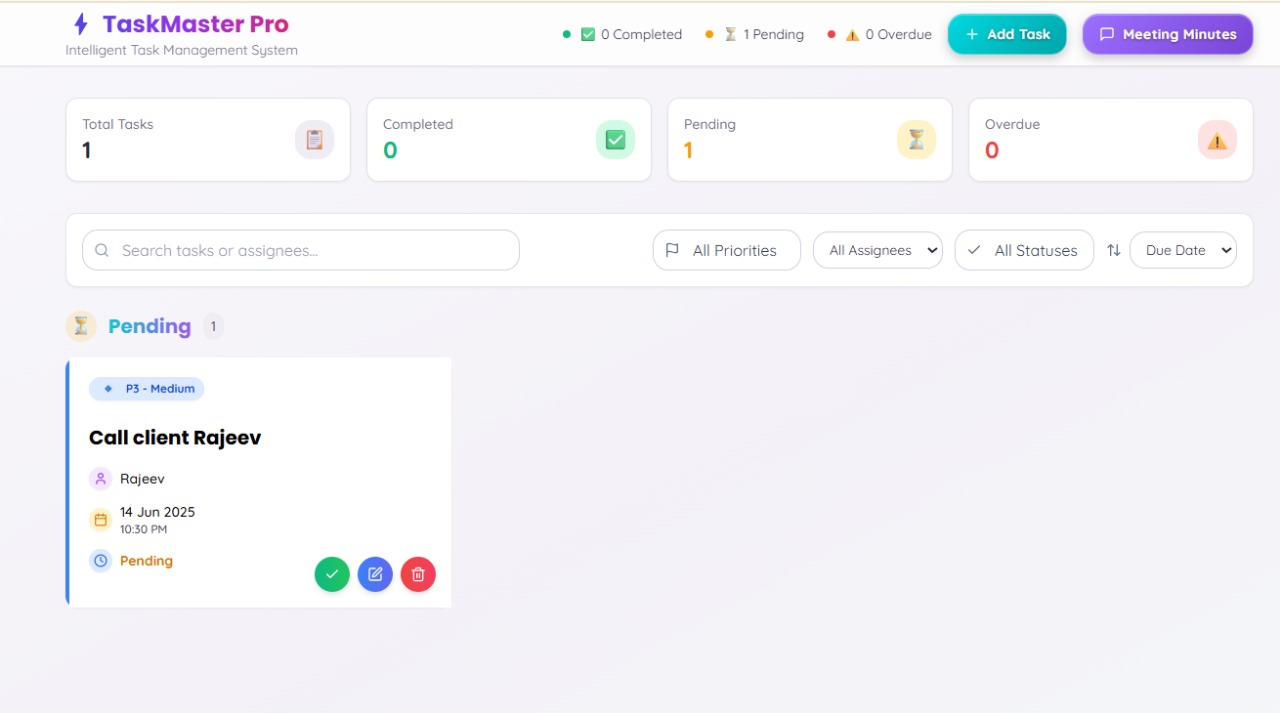 TaskMaster Pro
Intelligent Task Management System
0 Completed
1 Pending
0 Overdue
Add Task
Meeting Minutes
Total Tasks
1
Completed
0
Pending
1
Overdue
0
Search tasks or assignees...
All Priorities
All Assignees
All Statuses
Due Date
Pending 1
P3 - Medium
Call client Rajeev
Rajeev
14 Jun 2025
10:30 PM
Pending